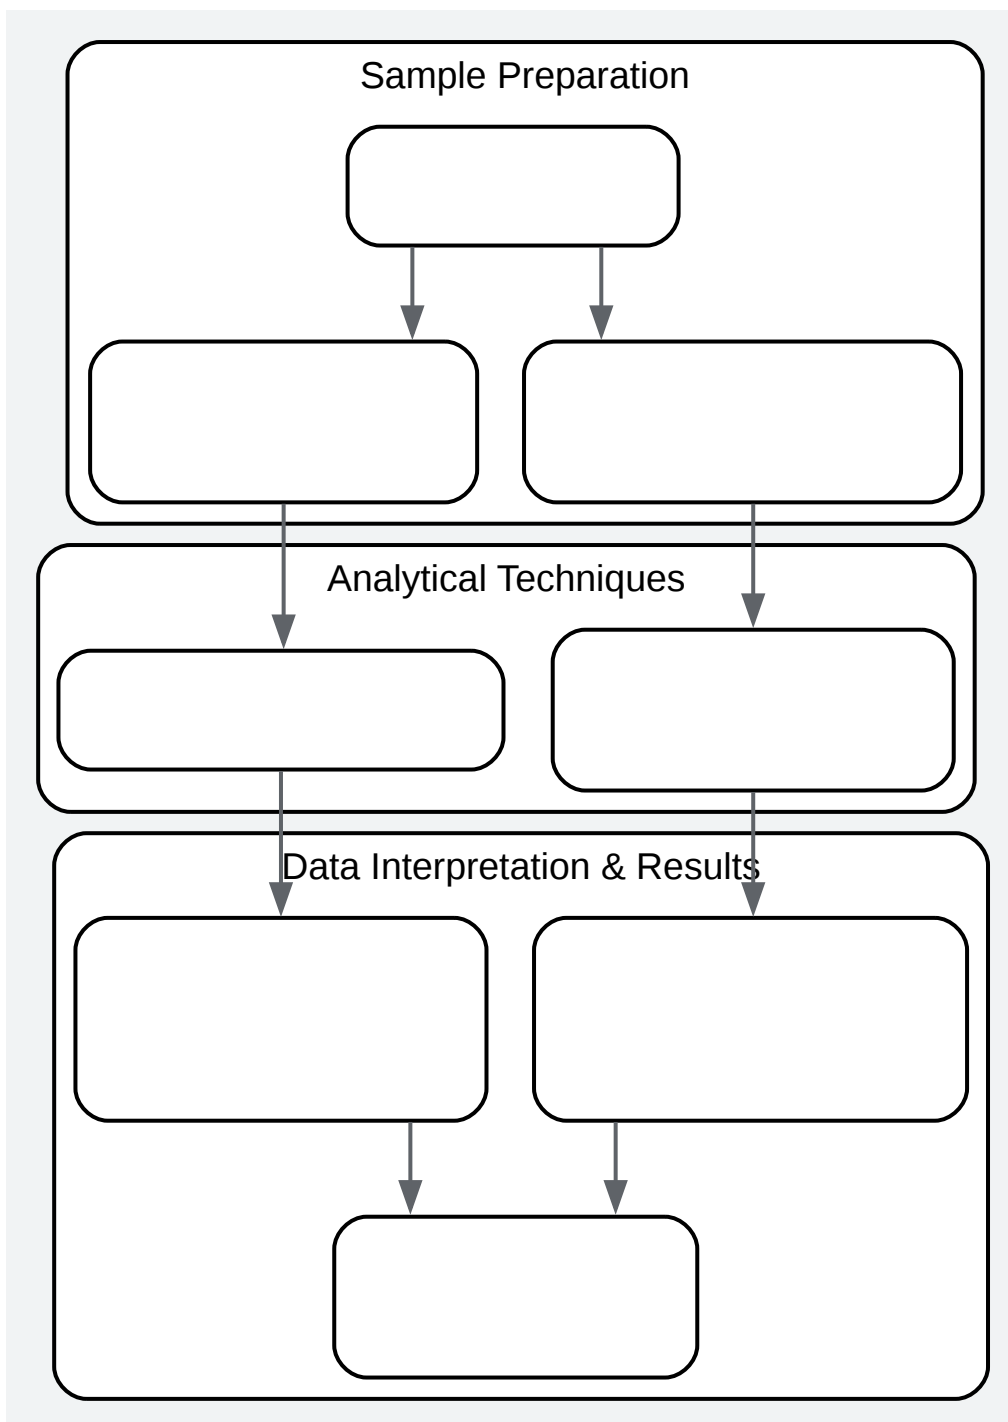 Sample Preparation
Analytical Techniques
Data Interpretation & Results